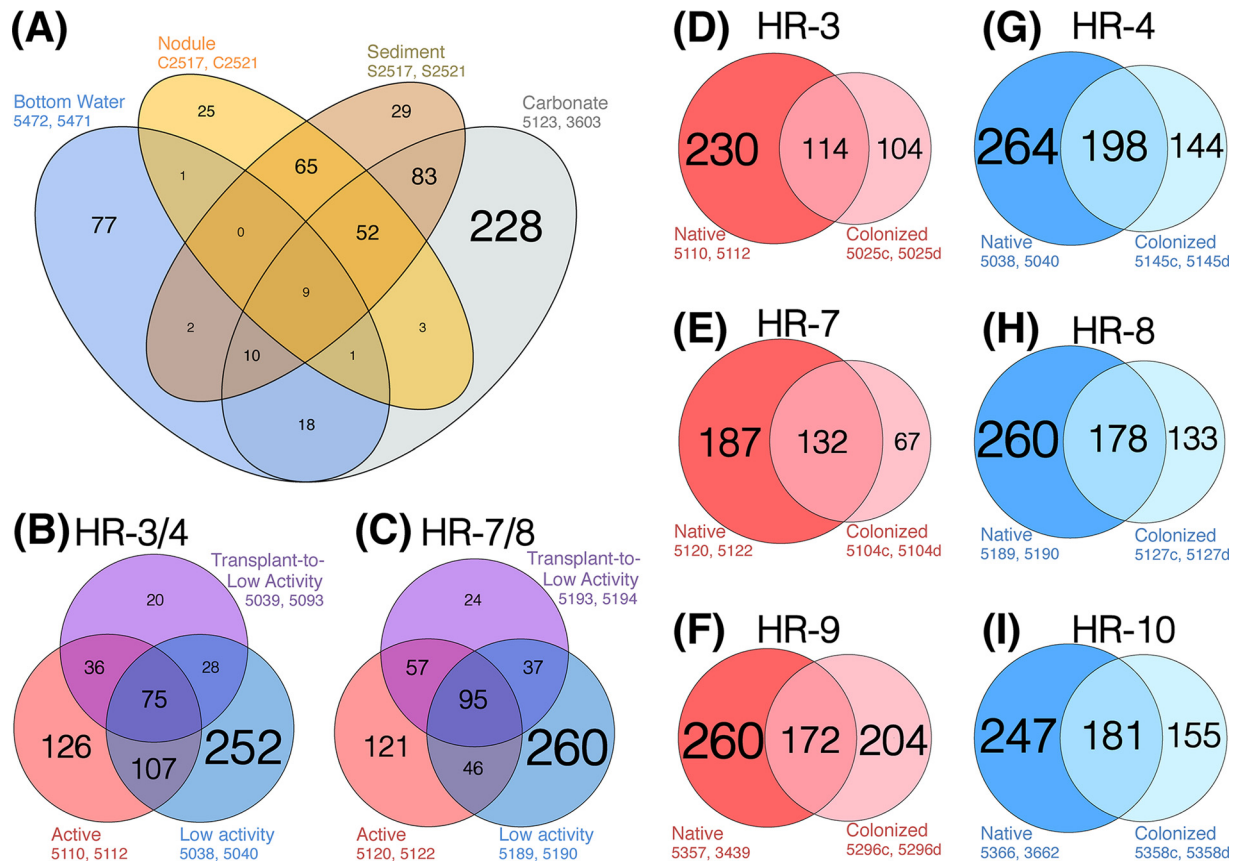 (A)
Nodule
C2517, C2521
Sediment
S2517, S2521
Bottom Water
5472, 5471
Carbonate
5123, 3603
25
29
1
65
83
77
0
52
228
2
9
3
10
1
18
(B) HR-3/4
Transplant-to-
Low Activity
5039, 5093
20
36
28
75
126
252
107
Active
5110, 5112
Low activity
5038, 5040
(C) HR-7/8
Transplant-to-
Low Activity
5193, 5194
24
57
37
95
121
260
46
Active
5120, 5122
Low activity
5189, 5190
(D) HR-3
230
114
104
Native
5110, 5112
Colonized
5025c, 5025d
(E) HR-7
187
132
67
Native
5120, 5122
Colonized
5104c, 5104d
(F) HR-9
260
172
204
Native
5357, 3439
Colonized
5296c, 5296d
(G) HR-4
264
198
144
Native
5038, 5040
Colonized
5145c, 5145d
(H) HR-8
260
178
133
Native
5189, 5190
Colonized
5127c, 5127d
(I) HR-10
247
181
155
Native
5366, 3662
Colonized
5358c, 5358d